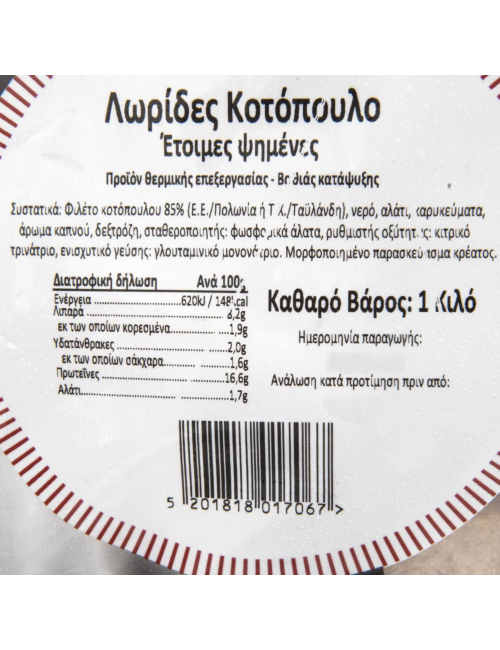 Λωρίδες Κοτόπουλο
Έτοιμες ψημένες
Προϊόν θερμικής επεξεργασίας - Βαθιάς κατάψυξης
Συστατικά: Φιλέτο κοτόπουλου 85% (Ε.Ε./Πολωνία ή Τ.Χ./Ταϋλάνδη), νερό, αλάτι, καρυκεύματα,
άρωμα καπνού, δεξτρόζη, σταθεροποιητής: φωσφορικά άλατα, ρυθμιστής οξύτητας: κιτρικό
τρινάτριο, ενισχυτικό γεύσης: γλουταμινικό μονονάτριο. Μορφοποιημένο παρασκεύασμα κρέατος.
Διατροφική δήλωση Ανά 100g
Ενέργεια 620kJ / 148kcal
Λιπαρά 8,2g
εκ των οποίων κορεσμένα 1,9g
Υδατάνθρακες 2,0g
εκ των οποίων σάκχαρα 1,6g
Πρωτεΐνες 16,6g
Αλάτι 1,7g
Καθαρό Βάρος: 1 Κιλό
Ημερομηνία παραγωγής:
Ανάλωση κατά προτίμηση πριν από:
5 201818 017067 >